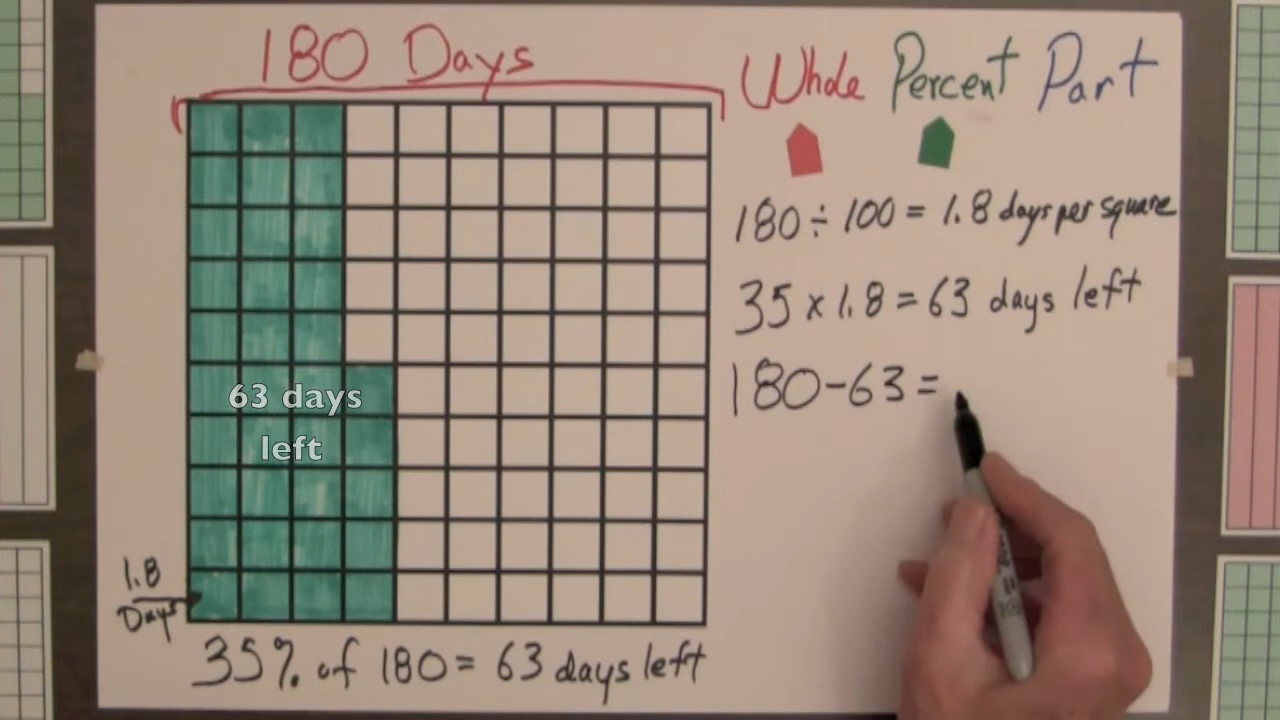 180 Days
Whole Percent Part
180 ÷ 100 = 1.8 days per square
35 x 1.8 = 63 days left
180-63 =
63 days
left
1.8
Days
35% of 180 = 63 days left